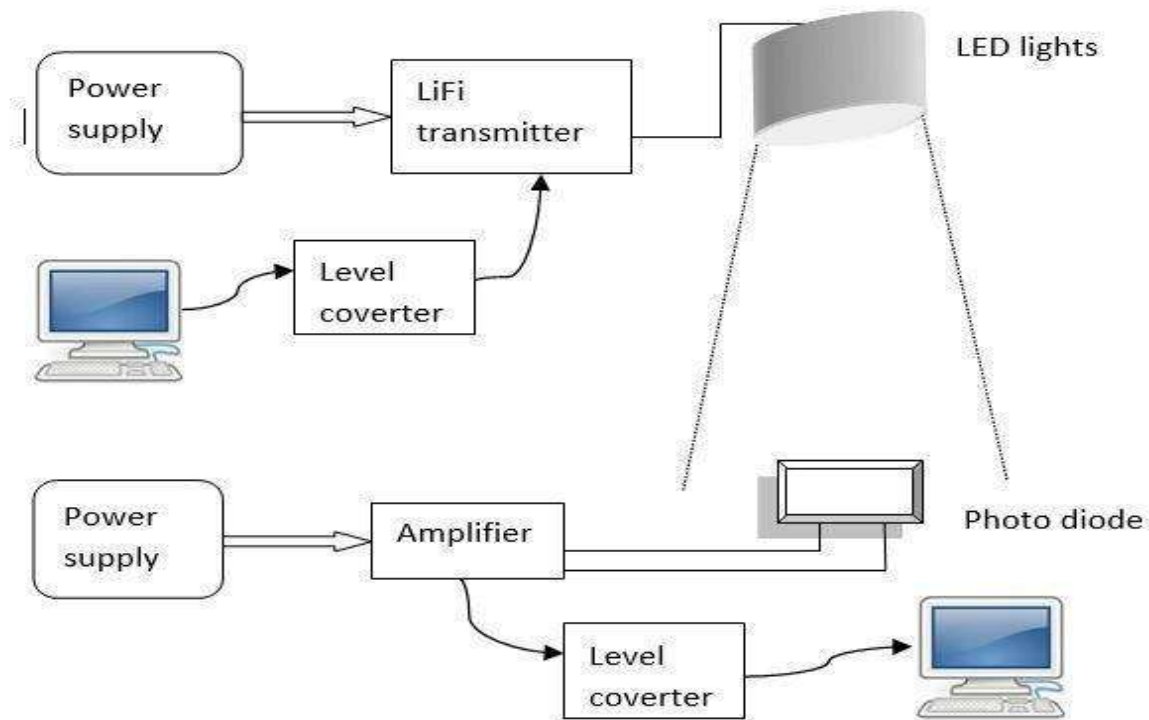 Power
supply
LiFi
transmitter
LED lights
Level
coverter
Power
supply
Amplifier
Photo diode
Level
coverter